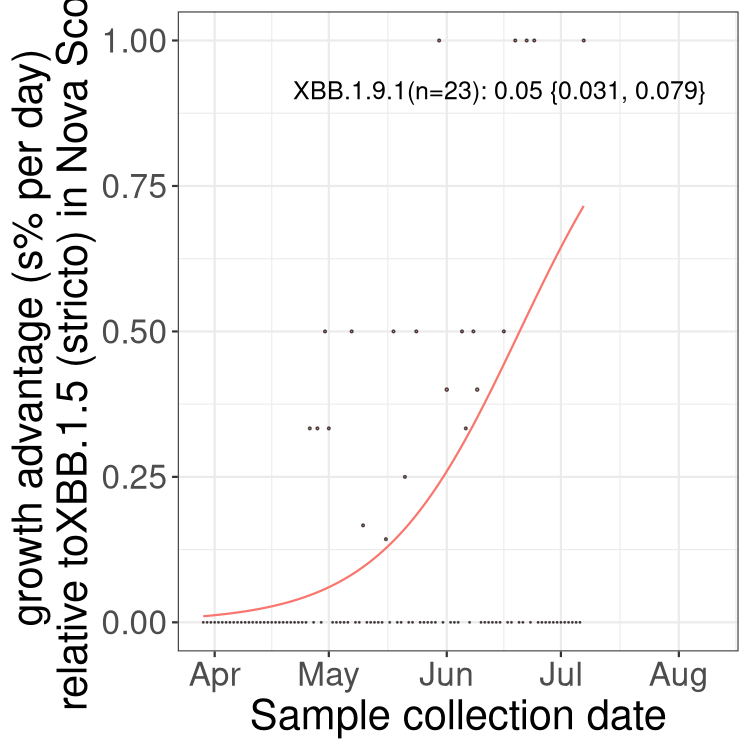 growth advantage (s% per day)
relative toXBB.1.5 (stricto) in Nova Sco
1.00
0.75
0.50
0.25
0.00
XBB.1.9.1(n=23): 0.05 {0.031, 0.079}
Apr May Jun Jul Aug
Sample collection date